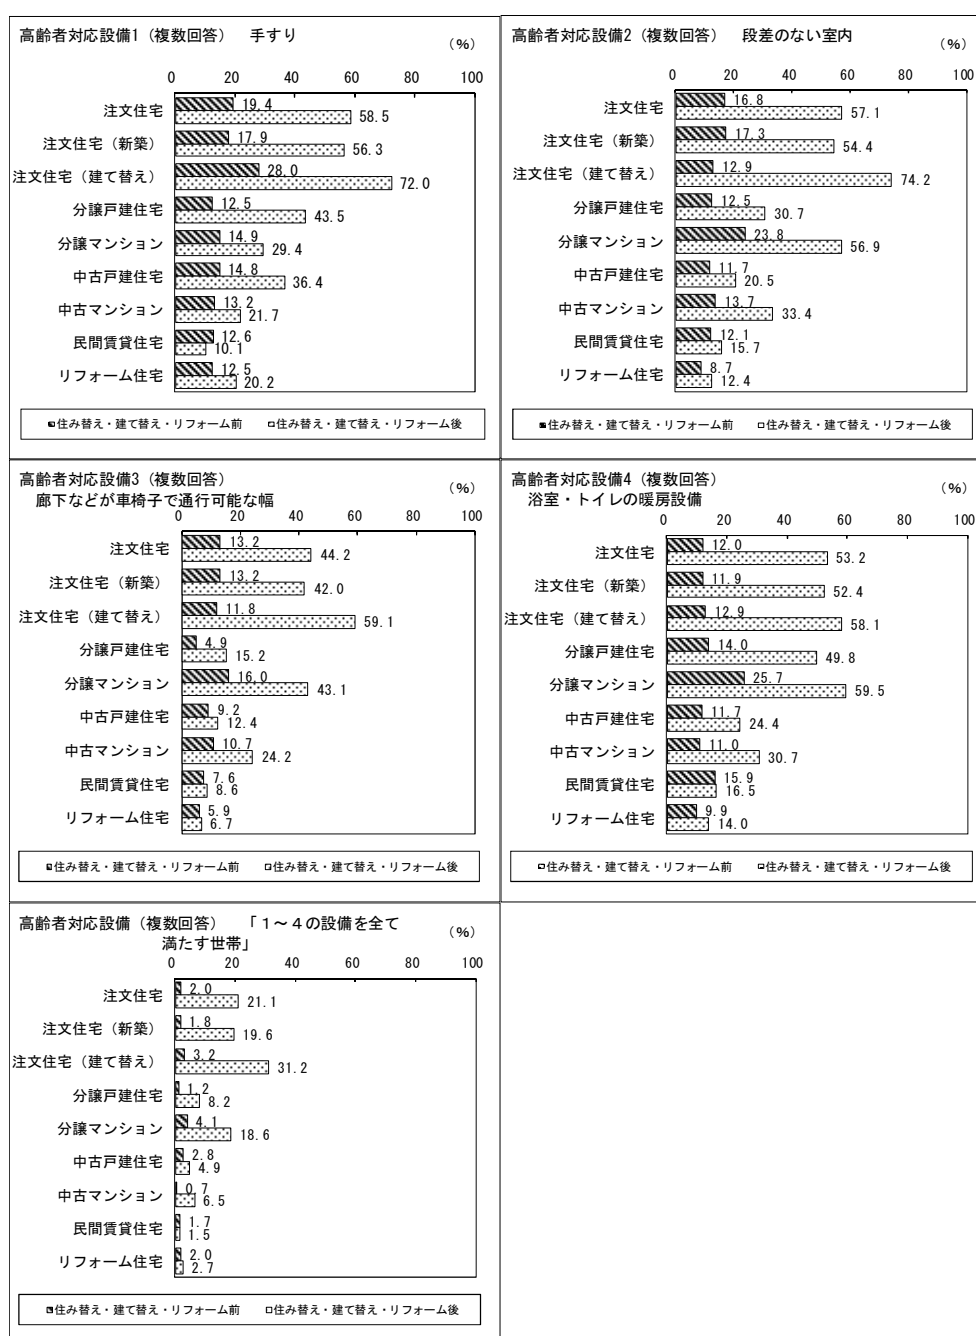 高齢者対応設備1（複数回答）　手すり
（%）
0 20 40 60 80 100
注文住宅 19.4 58.5
注文住宅（新築） 17.9 56.3
注文住宅（建て替え） 28.0 72.0
分譲戸建住宅 12.5 43.5
分譲マンション 14.9 29.4
中古戸建住宅 14.8 36.4
中古マンション 13.2 21.7
民間賃貸住宅 12.6 10.1
リフォーム住宅 12.5 20.2
住み替え・建て替え・リフォーム前 住み替え・建て替え・リフォーム後
高齢者対応設備2（複数回答）　段差のない室内
（%）
0 20 40 60 80 100
注文住宅 16.8 57.1
注文住宅（新築） 17.3 54.4
注文住宅（建て替え） 12.9 74.2
分譲戸建住宅 12.5 30.7
分譲マンション 23.8 56.9
中古戸建住宅 11.7 20.5
中古マンション 13.7 33.4
民間賃貸住宅 12.1 15.7
リフォーム住宅 8.7 12.4
住み替え・建て替え・リフォーム前 住み替え・建て替え・リフォーム後
高齢者対応設備3（複数回答）
廊下などが車椅子で通行可能な幅
（%）
0 20 40 60 80 100
注文住宅 13.2 44.2
注文住宅（新築） 13.2 42.0
注文住宅（建て替え） 11.8 59.1
分譲戸建住宅 4.9 15.2
分譲マンション 16.0 43.1
中古戸建住宅 9.2 12.4
中古マンション 10.7 24.2
民間賃貸住宅 7.6 8.6
リフォーム住宅 5.9 6.7
住み替え・建て替え・リフォーム前 住み替え・建て替え・リフォーム後
高齢者対応設備4（複数回答）
浴室・トイレの暖房設備
（%）
0 20 40 60 80 100
注文住宅 12.0 53.2
注文住宅（新築） 11.9 52.4
注文住宅（建て替え） 12.9 58.1
分譲戸建住宅 14.0 49.8
分譲マンション 25.7 59.5
中古戸建住宅 11.7 24.4
中古マンション 11.0 30.7
民間賃貸住宅 15.9 16.5
リフォーム住宅 9.9 14.0
住み替え・建て替え・リフォーム前 住み替え・建て替え・リフォーム後
高齢者対応設備（複数回答）　「１～４の設備を全て
満たす世帯」
（%）
0 20 40 60 80 100
注文住宅 2.0 21.1
注文住宅（新築） 1.8 19.6
注文住宅（建て替え） 3.2 31.2
分譲戸建住宅 1.2 8.2
分譲マンション 4.1 18.6
中古戸建住宅 2.8 4.9
中古マンション 0.7 6.5
民間賃貸住宅 1.7 1.5
リフォーム住宅 2.0 2.7
住み替え・建て替え・リフォーム前 住み替え・建て替え・リフォーム後